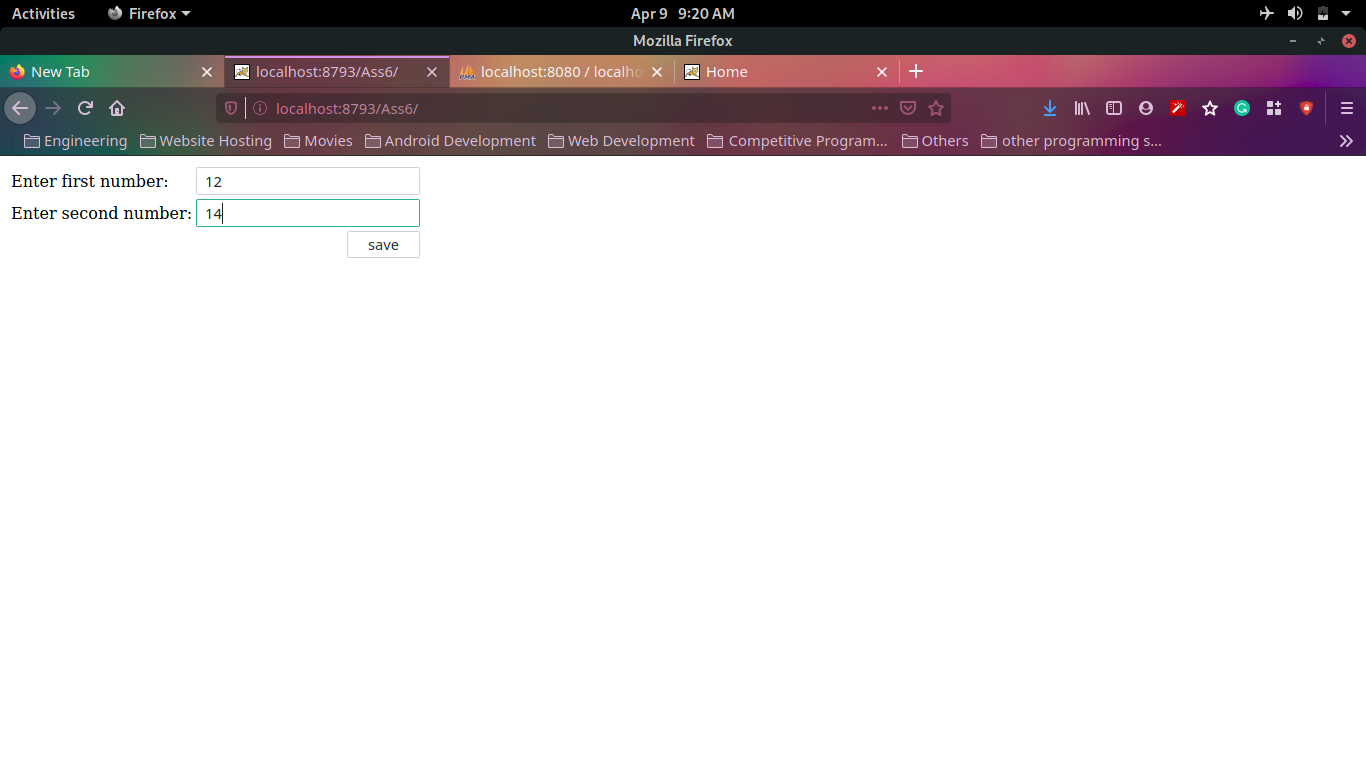 Activities Firefox Apr 9 9:20 AM
Mozilla Firefox
New Tab localhost:8793/Ass6/ localhost:8080 / localho Home
localhost:8793/Ass6/
Engineering Website Hosting Movies Android Development Web Development Competitive Program... Others other programming s...
Enter first number: 12
Enter second number: 14
save